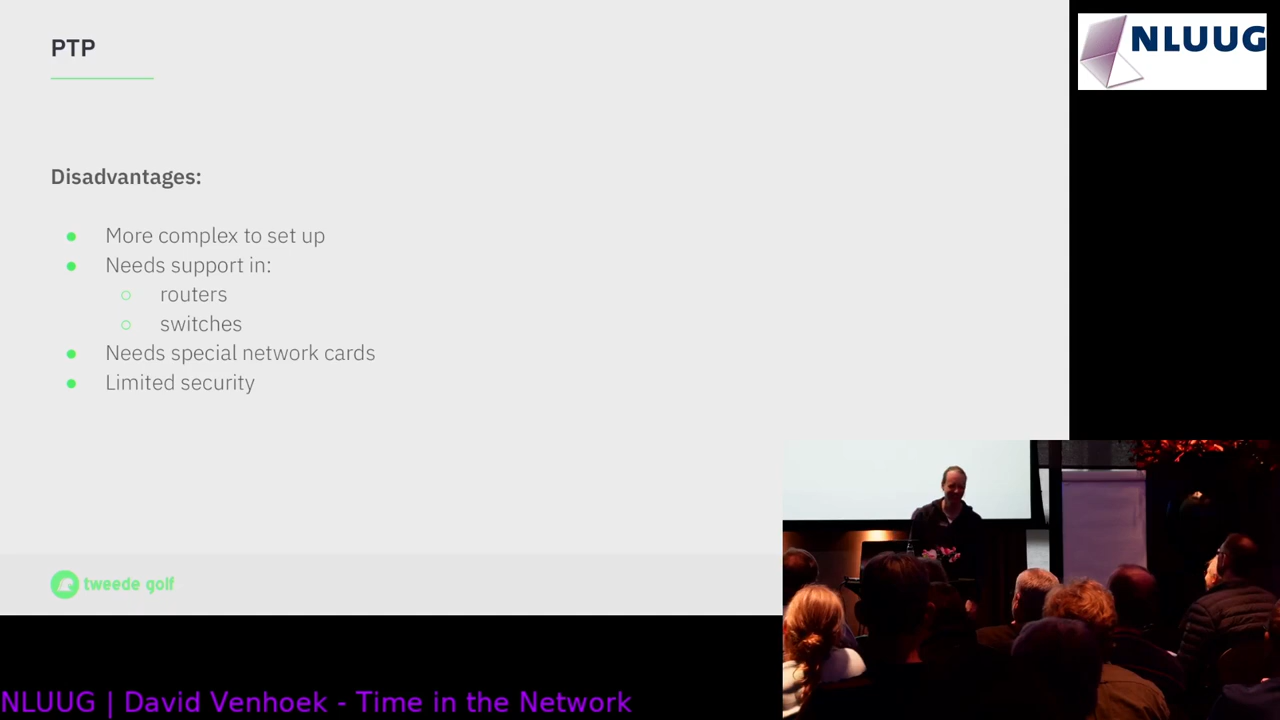 PTP
NLUUG
Disadvantages:
More complex to set up
Needs support in:
routers
switches
Needs special network cards
Limited security
tweede golf
NLUUG | David Venhoek - Time in the Network